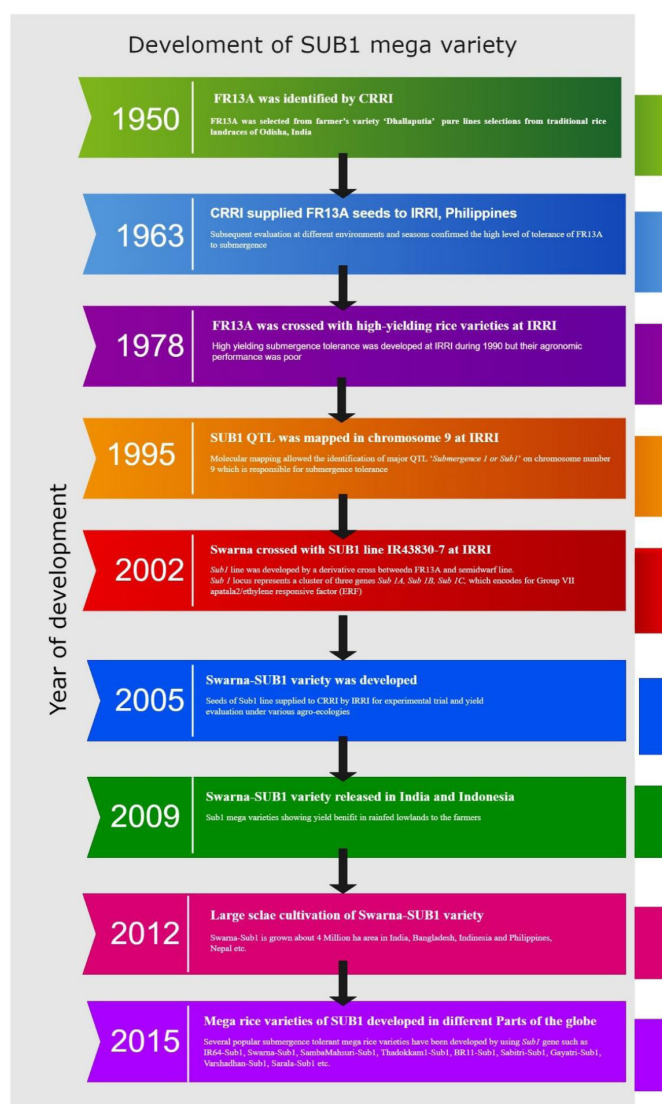 Develoment of SUB1 mega variety
Year of development
1950
FR13A was identified by CRRI
FR13A was selected from farmer's variety 'Dhallaputia' pure lines selections from traditional rice
landraces of Odisha, India
1963
CRRI supplied FR13A seeds to IRRI, Philippines
Subsequent evaluation at different environments and seasons confirmed the high level of tolerance of FR13A
to submergence
1978
FR13A was crossed with high-yielding rice varieties at IRRI
High yielding submergence tolerance was developed at IRRI during 1990 but their agronomic
performance was poor
1995
SUB1 QTL was mapped in chromosome 9 at IRRI
Molecular mapping allowed the identification of major QTL 'Submergence 1 or Sub1' on chromosome number
9 which is responsible for submergence tolerance
2002
Swarna crossed with SUB1 line IR43830-7 at IRRI
Sub1 line was developed by a derivative cross betweedn FR13A and semidwarf line.
Sub 1 locus represents a cluster of three genes Sub 1A, Sub 1B, Sub 1C, which encodes for Group VII
apatala2/ethylene responsive factor (ERF)
2005
Swarna-SUB1 variety was developed
Seeds of Sub1 line supplied to CRRI by IRRI for experimental trial and yield
evaluation under various agro-ecologies
2009
Swarna-SUB1 variety released in India and Indonesia
Sub1 mega varieties showing yield benifit in rainfed lowlands to the farmers
2012
Large sclae cultivation of Swarna-SUB1 variety
Swarna-Sub1 is grown about 4 Million ha area in India, Bangladesh, Indinesia and Philippines,
Nepal etc.
2015
Mega rice varieties of SUB1 developed in different Parts of the globe
Several popular submergence tolerant mega rice varieties have been developed by using Sub1 gene such as
IR64-Sub1, Swarna-Sub1, SambaMahsuri-Sub1, Thadokkam1-Sub1, BR11-Sub1, Sabitri-Sub1, Gayatri-Sub1,
Varshadhan-Sub1, Sarala-Sub1 etc.